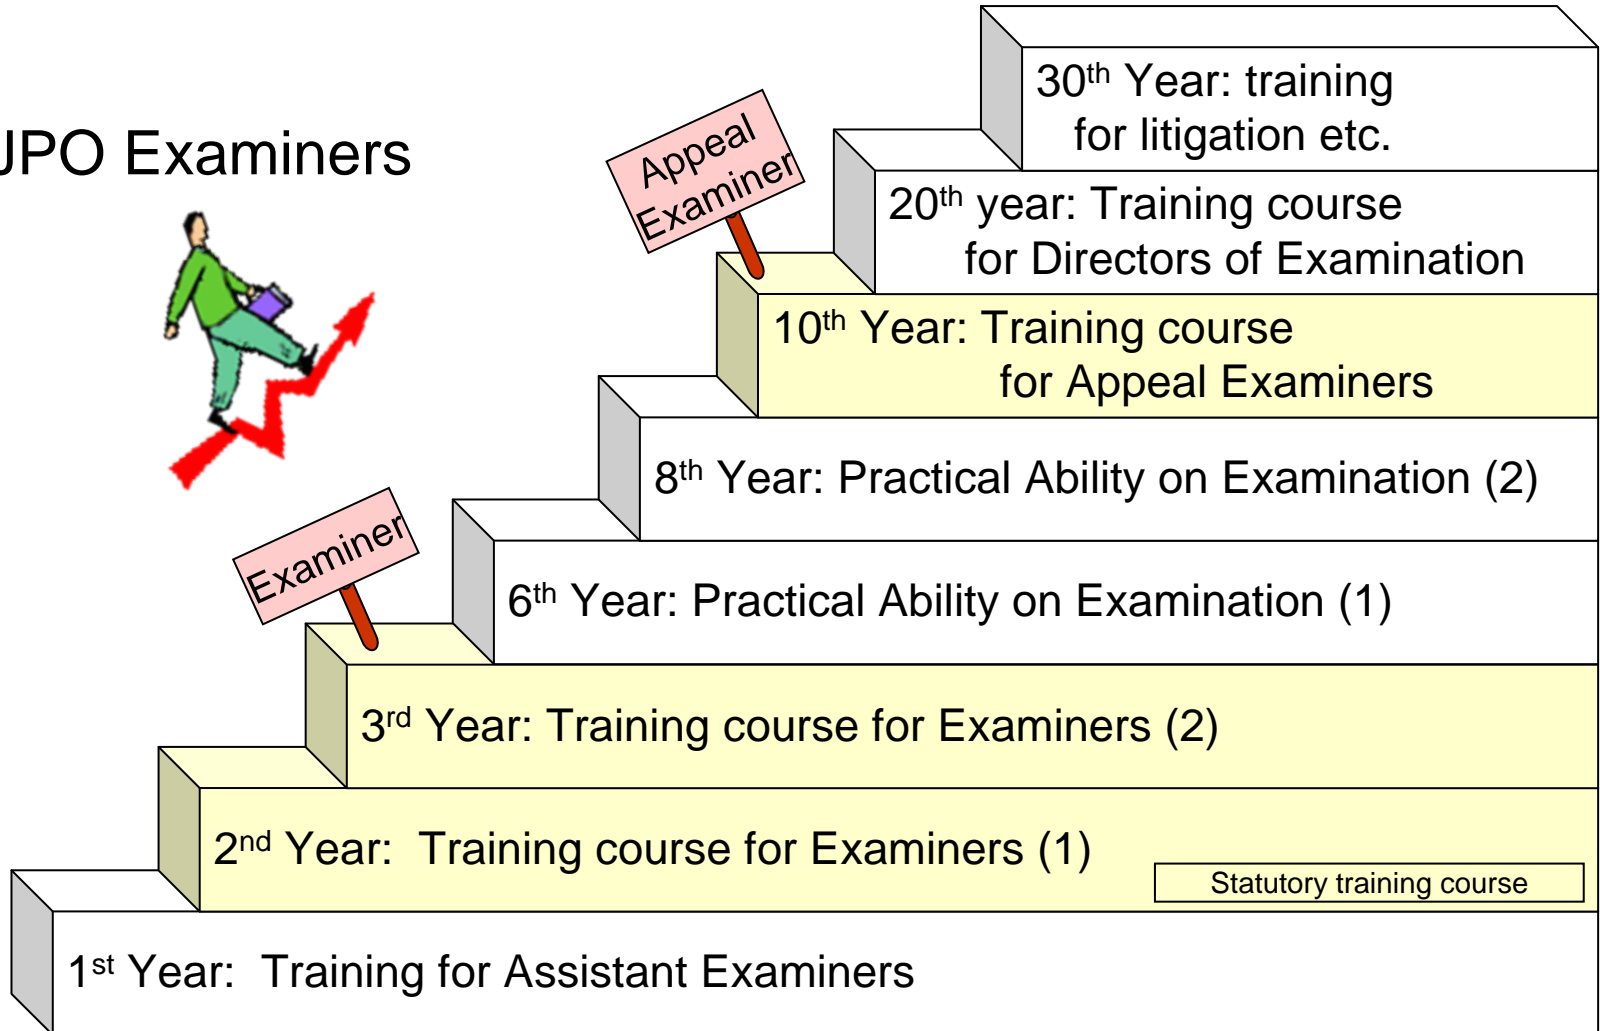 JPO Examiners
30th Year: training
for litigation etc.
Appeal
Examiner
20th year: Training course
for Directors of Examination
10th Year: Training course
for Appeal Examiners
8th Year: Practical Ability on Examination (2)
Examiner
6th Year: Practical Ability on Examination (1)
3rd Year: Training course for Examiners (2)
2nd Year: Training course for Examiners (1)
Statutory training course
1st Year: Training for Assistant Examiners